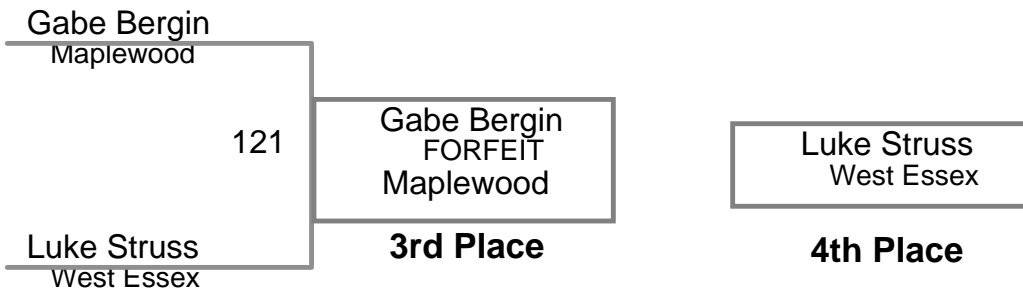 Gabe Bergin
Maplewood
121
Luke Struss
West Essex
Gabe Bergin
FORFEIT
Maplewood
3rd Place
Luke Struss
West Essex
4th Place